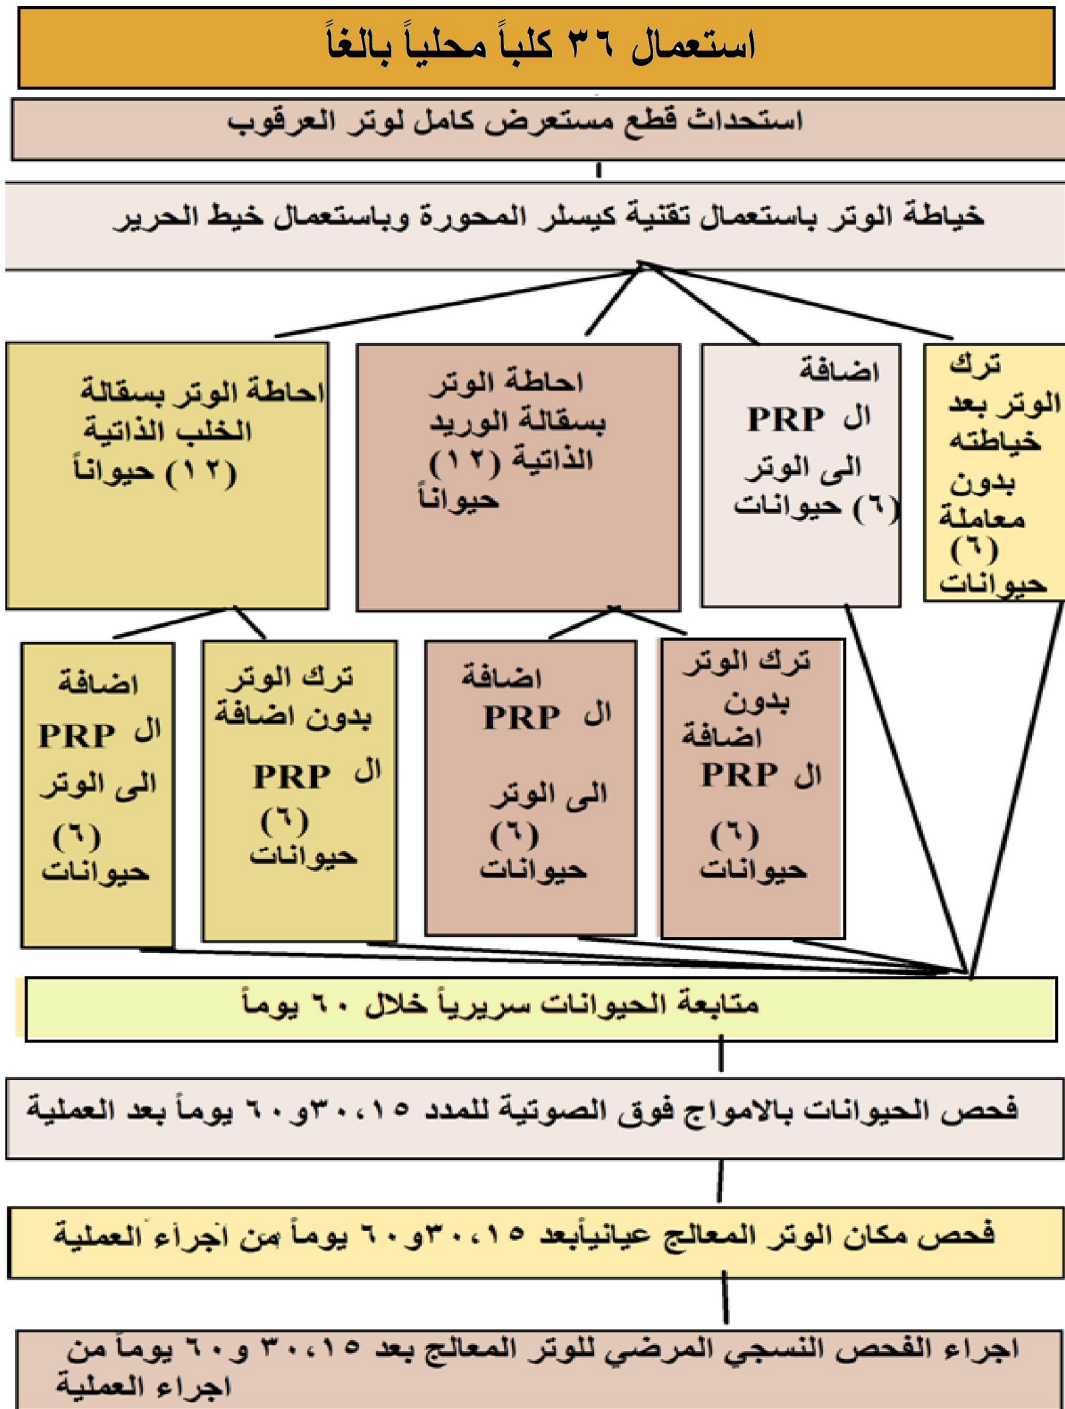 استعمال ٣٦ كلباً محلياً بالغاً
استحداث قطع مستعرض كامل لوتر العرقوب
خياطة الوتر باستعمال تقنية كيسلر المحورة وباستعمال خيط الحرير
ترك
الوتر بعد
خياطته
بدون
معاملة
(٦)
حيوانات
اضافة
ال PRP
الى الوتر
(٦) حيوانات
احاطة الوتر
بسقالة الوريد
الذاتية (١٢)
حيواناً
احاطة الوتر بسقالة
الخلب الذاتية
(١٢) حيواناً
ترك الوتر
بدون
اضافة
ال PRP
(٦)
حيوانات
اضافة
ال PRP
الى الوتر
(٦)
حيوانات
ترك الوتر
بدون اضافة
ال PRP
(٦)
حيوانات
اضافة
ال PRP
الى الوتر
(٦)
حيوانات
متابعة الحيوانات سريرياً خلال ٦٠ يوماً
فحص الحيوانات بالامواج فوق الصوتية للمدد ٣٠،١٥و٦٠ يوماً بعد العملية
فحص مكان الوتر المعالج عيانياًبعد ٣٠،١٥و٦٠ يوماً من اجراء العملية
اجراء الفحص النسجي المرضي للوتر المعالج بعد ٣٠،١٥ و٦٠ يوماً من
اجراء العملية